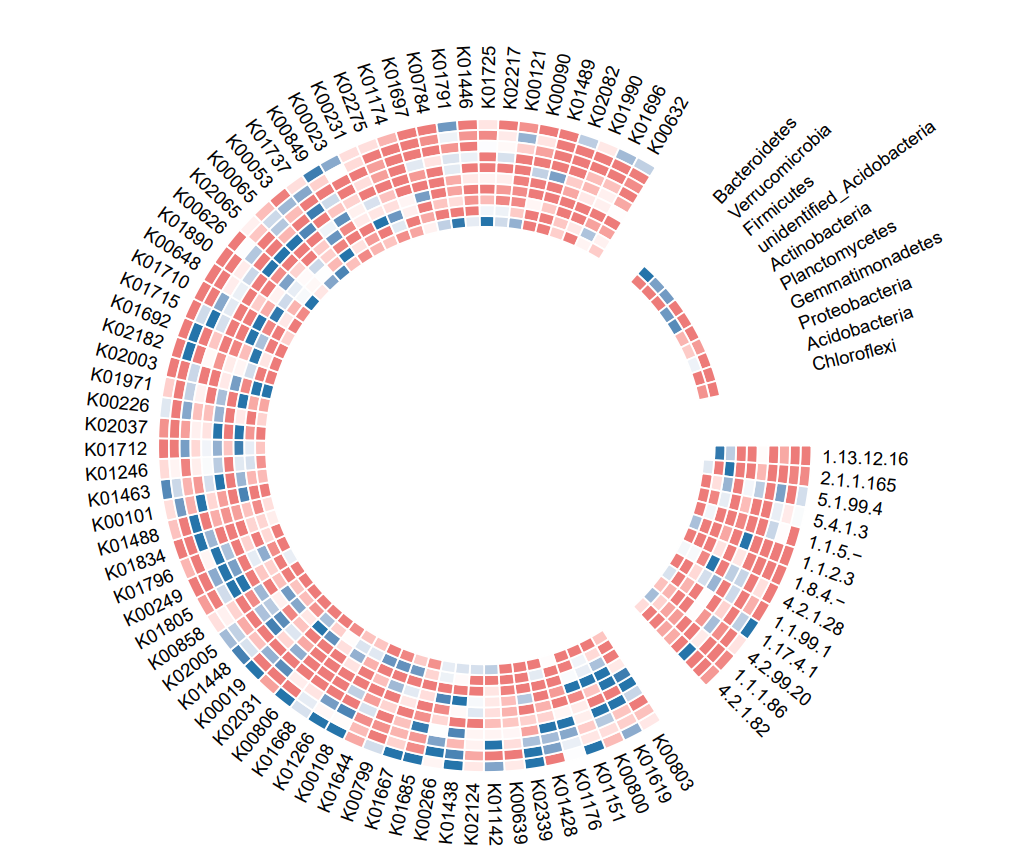 K00632
K01696
K01990
K02082
K01489
K00090
K00121
K02217
K01725
K01446
K01791
K00784
K01697
K01174
K02275
K00231
K00023
K00849
K01737
K00053
K00065
K02065
K00626
K01890
K00648
K01710
K01715
K01692
K02182
K02003
K01971
K00226
K02037
K01712
K01246
K01463
K00101
K01488
K01834
K01796
K00249
K01805
K00858
K02005
K01448
K00019
K02031
K00806
K01668
K01266
K00108
K01644
K00799
K01667
K01685
K00266
K01438
K02124
K01142
K00639
K02339
K01428
K01176
K01151
K00800
K01619
K00803
Bacteroidetes
Verrucomicrobia
Firmicutes
unidentified_Acidobacteria
Actinobacteria
Planctomycetes
Gemmatimonadetes
Proteobacteria
Acidobacteria
Chloroflexi
1.13.12.16
2.1.1.165
5.1.99.4
5.4.1.3
1.1.5.–
1.1.2.3
1.8.4.–
4.2.1.28
1.1.99.1
1.17.4.1
4.2.99.20
1.1.1.86
4.2.1.82